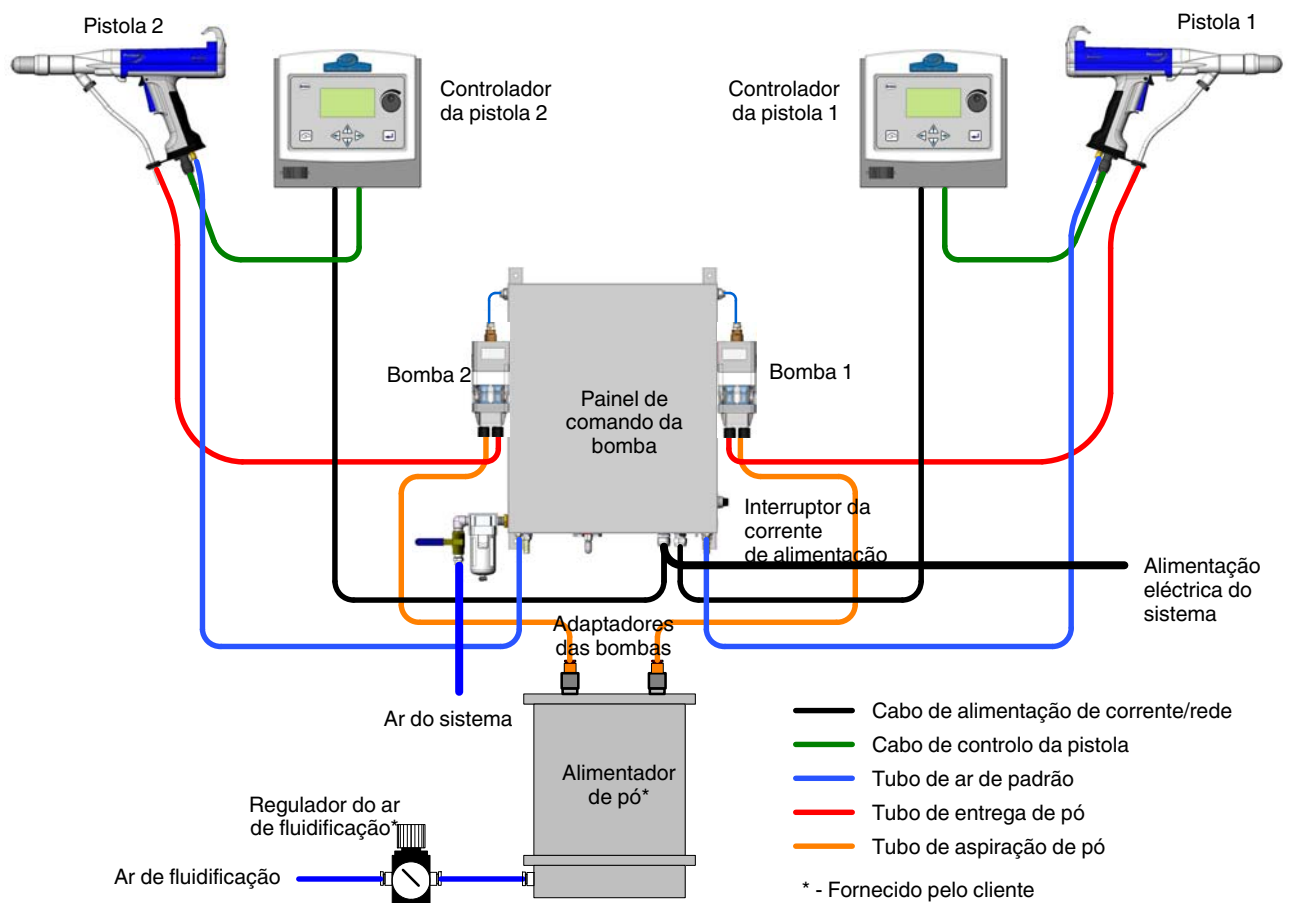 Pistola 2
Pistola 1
Controlador
da pistola 2
Controlador
da pistola 1
Bomba 2
Bomba 1
Painel de
comando da
bomba
Interruptor da
corrente
de alimentação
Alimentação
eléctrica do
sistema
Adaptadores
das bombas
Ar do sistema
Alimentador
de pó*
Regulador do ar
de fluidificação*
Ar de fluidificação
Cabo de alimentação de corrente/rede
Cabo de controlo da pistola
Tubo de ar de padrão
Tubo de entrega de pó
Tubo de aspiração de pó
* - Fornecido pelo cliente